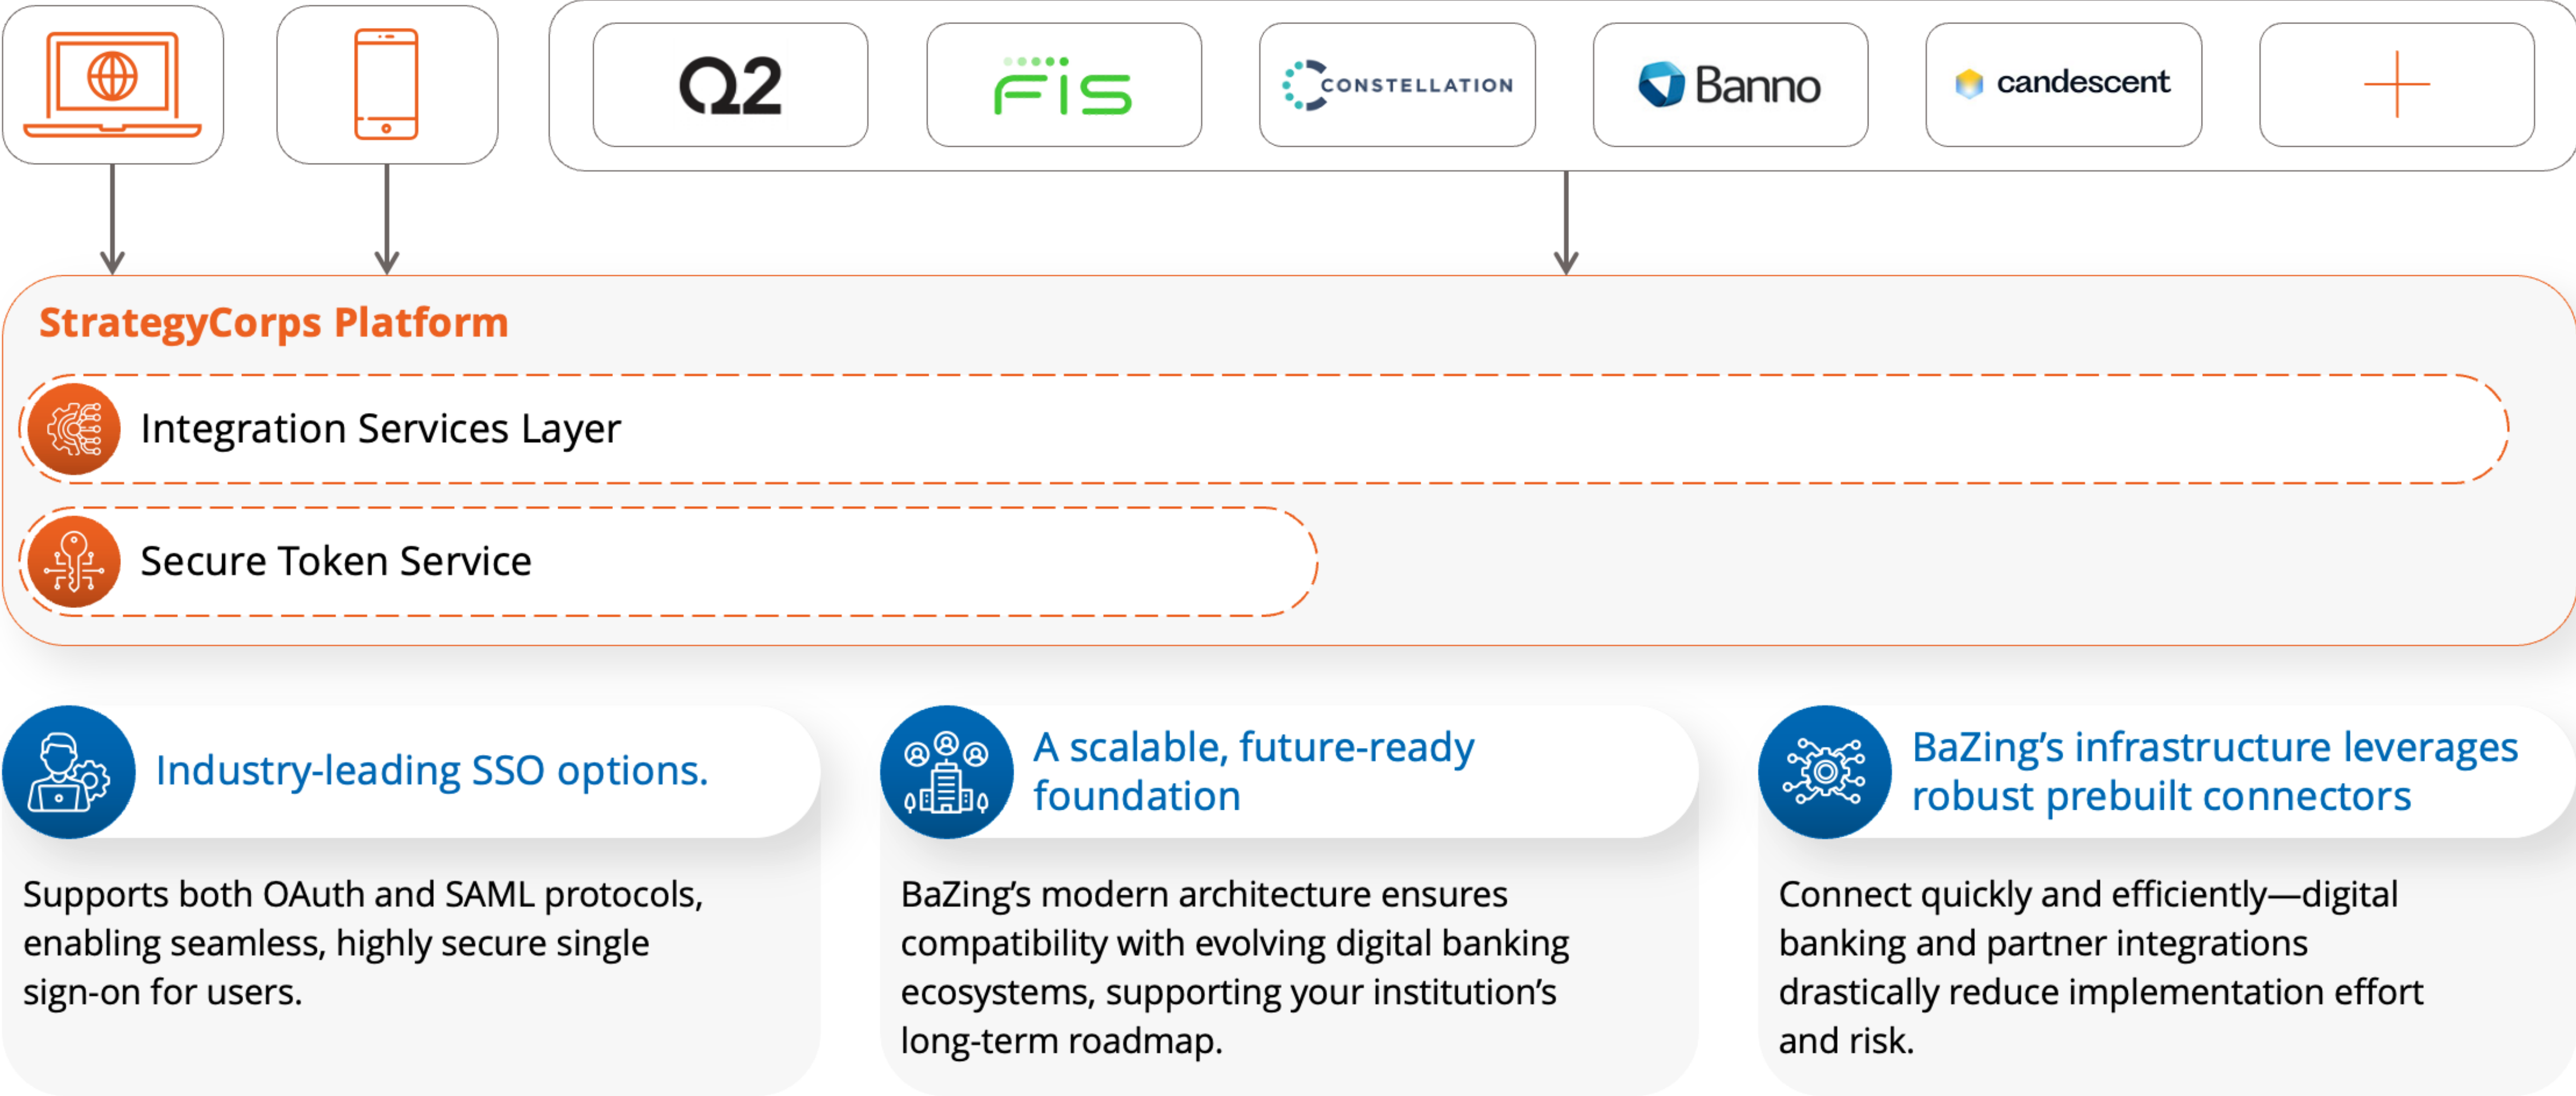 Q2
FIS
CONSTELLATION
Banno
candescent
StrategyCorps Platform
Integration Services Layer
Secure Token Service
Industry-leading SSO options.
Supports both OAuth and SAML protocols,
enabling seamless, highly secure single
sign-on for users.
A scalable, future-ready
foundation
BaZing’s modern architecture ensures
compatibility with evolving digital banking
ecosystems, supporting your institution’s
long-term roadmap.
BaZing’s infrastructure leverages
robust prebuilt connectors
Connect quickly and efficiently—digital
banking and partner integrations
drastically reduce implementation effort
and risk.